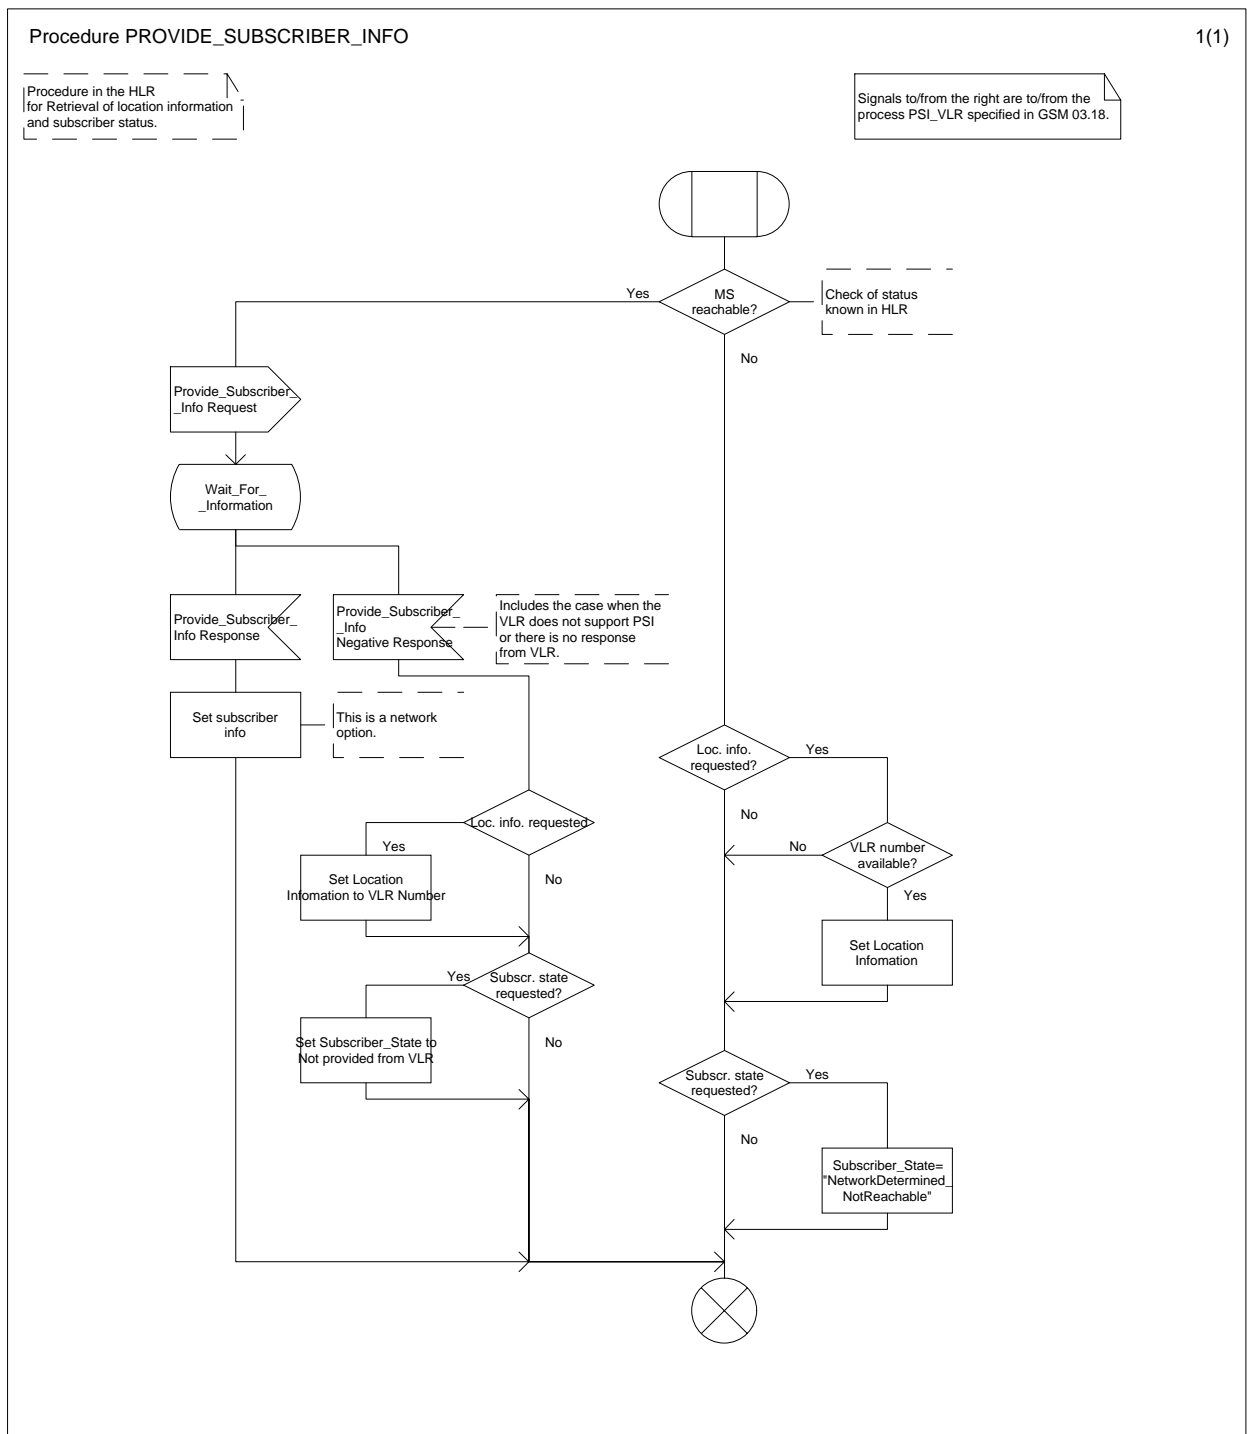 Procedure PROVIDE_SUBSCRIBER_INFO
1(1)
Procedure in the HLR
for Retrieval of location information
and subscriber status.
Signals to/from the right are to/from the
process PSI_VLR specified in GSM 03.18.
Yes
MS
reachable?
Check of status
known in HLR
No
Provide_Subscriber_
_Info Request
Wait_For_
_Information
Provide_Subscriber_
Info Response
Provide_Subscriber_
_Info
Negative Response
Includes the case when the
VLR does not support PSI
or there is no response
from VLR.
Set subscriber
info
This is a network
option.
Loc. info.
requested?
Yes
No
Loc. info. requested
Yes
No
VLR number
available?
No
Yes
Set Location
Infomation to VLR Number
Set Location
Infomation
Yes
Subscr. state
requested?
No
Set Subscriber_State to
Not provided from VLR
Subscr. state
requested?
Yes
No
Subscriber_State=
"NetworkDetermined_
NotReachable"